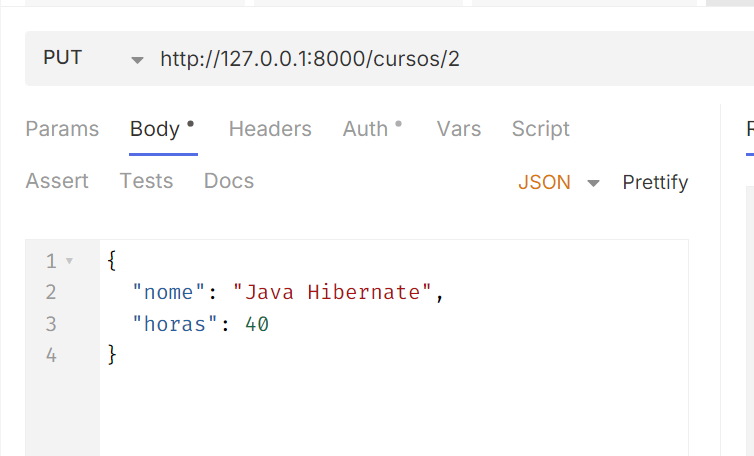 PUT http://127.0.0.1:8000/cursos/2
Params Body Headers Auth Vars Script
Assert Tests Docs JSON Prettify
1 {
2 "nome": "Java Hibernate",
3 "horas": 40
4 }